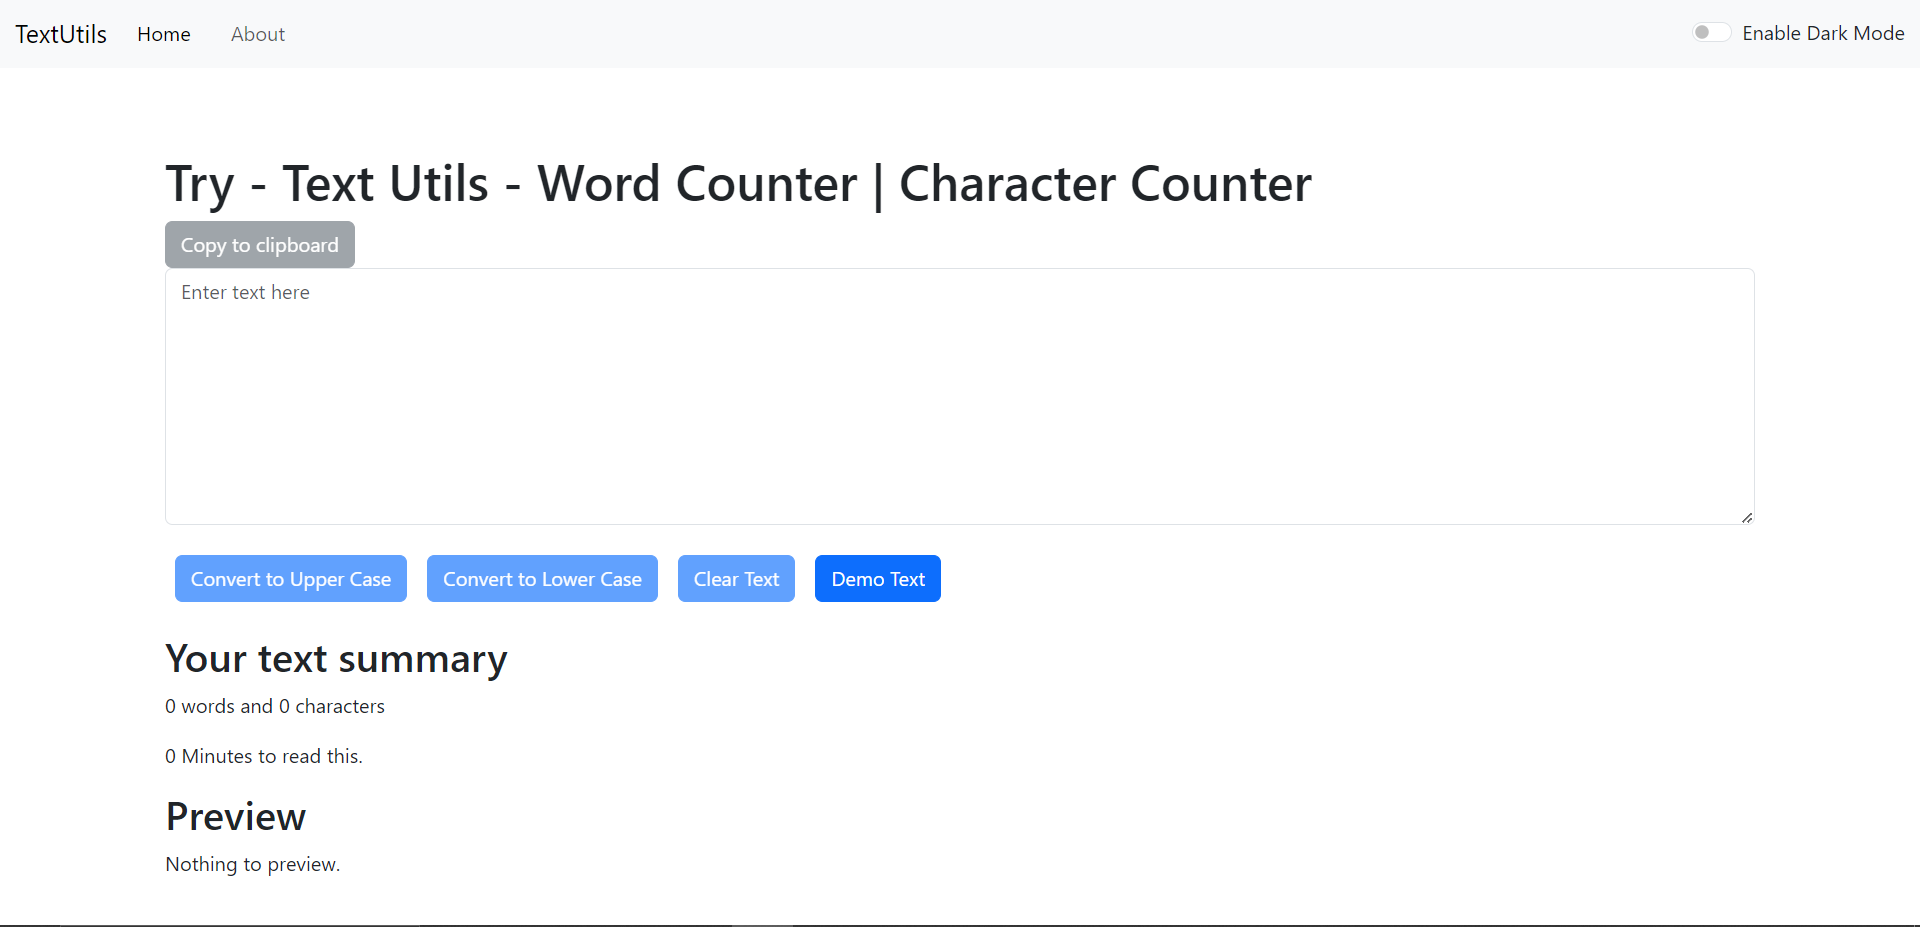 TextUtils Home About Enable Dark Mode
Try - Text Utils - Word Counter | Character Counter
Copy to clipboard
Enter text here
Convert to Upper Case Convert to Lower Case Clear Text Demo Text
Your text summary
0 words and 0 characters
0 Minutes to read this.
Preview
Nothing to preview.